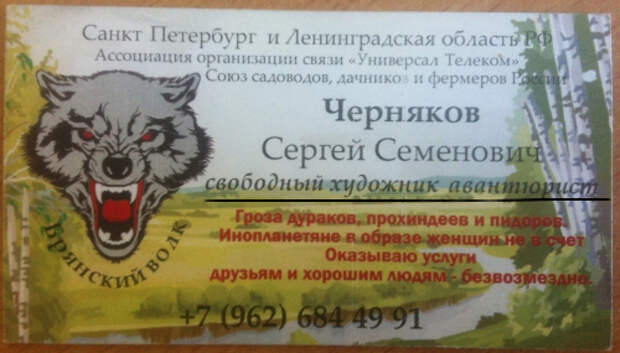 Санкт Петербург и Ленинградская область РФ
Ассоциация организации связи «Универсал Телеком»
Союз садоводов, дачников и фермеров России
Черняков
Сергей Семенович
свободный художник авантюрист
Гроза дураков, прохиндеев и пидоров.
Инопланетяне в образе женщин не в счет
Оказываю услуги
друзьям и хорошим людям - безвозмездно.
Брянский волк
+7 (962) 684 49 91